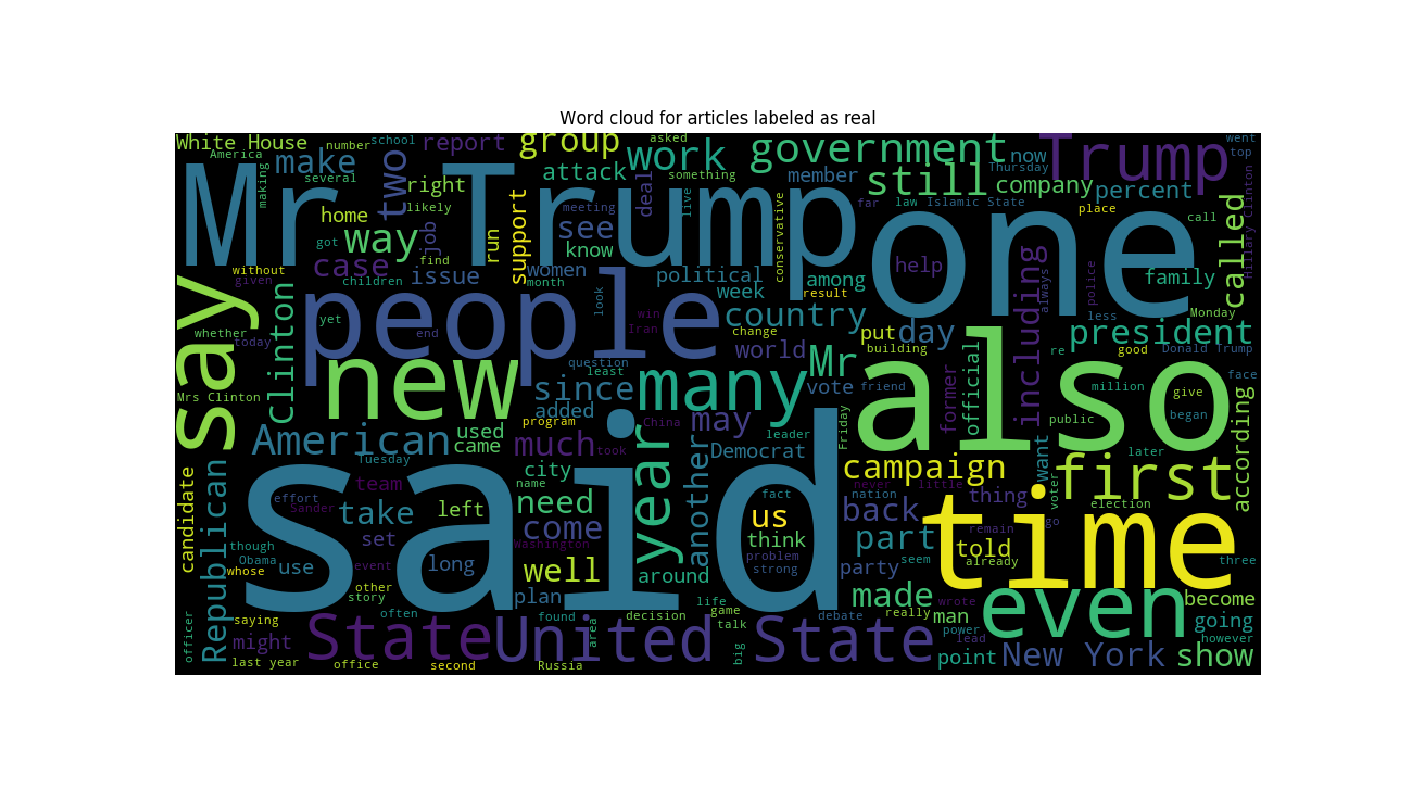 Word cloud for articles labeled as real
White House
number
school
report
group
asked
work
government
now
Trump
went
top
America
making
several
make
two
right
attack
something
deal
live
member
still
Thursday
company
percent
Mr Trump
home
likely
job
run
support
meeting
see
law
Islamic State
far
one
place
call
called
Hillary Clinton
way
got
know
find
case
issue
women
month
political
conservative
among
help
including
always
police
family
without
given
children
week
look
result
less
Monday
say
people
country
put
day
president
whether
yet
today
clinton
end
win
Iran
change
world
building
re
good
Donald Trump
question
least
Mr
vote
friend
former
official
million
give
face
Mrs Clinton
new
since
many
also
public
began
according
added
program
China
may
leader
Friday
American
used
came
much
took
Democrat
want
later
Tuesday
team
city
year
another
campaign
first
candidate
Republican
effort
Sander
name
never
little
thing
voter
election
take
left
need
fact
us
nation
back
time
set
come
think
remain
go
told
though
Obama
Washington
part
already
whose
use
event
long
well
problem
strong
around
party
seem
three
other
story
plan
life
made
wrote
even
become
officer
saying
often
said
found
area
decision
game
talk
debate
really
man
power
going
might
State
United State
lead
however
last year
office
second
Russia
big
point
New York
show